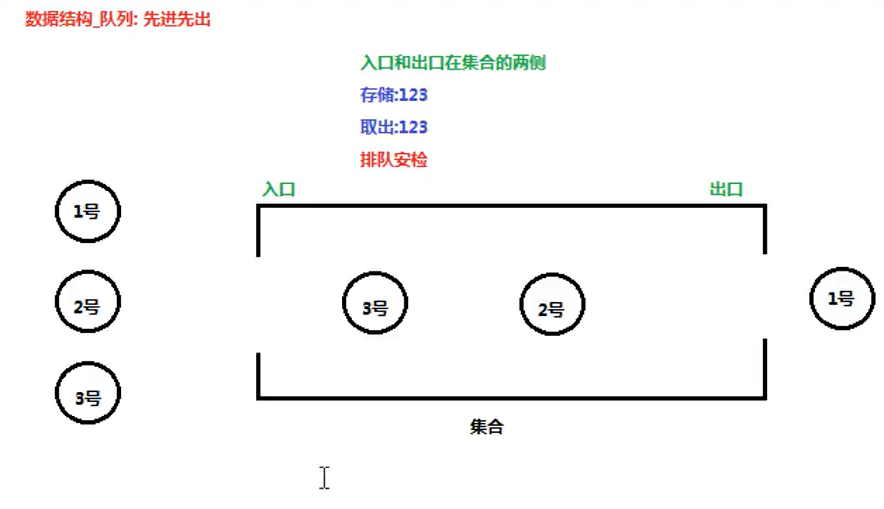 数据结构_队列: 先进先出
入口和出口在集合的两侧
存储:123
取出:123
排队安检
入口
出口
1号
2号
3号
3号
2号
1号
集合